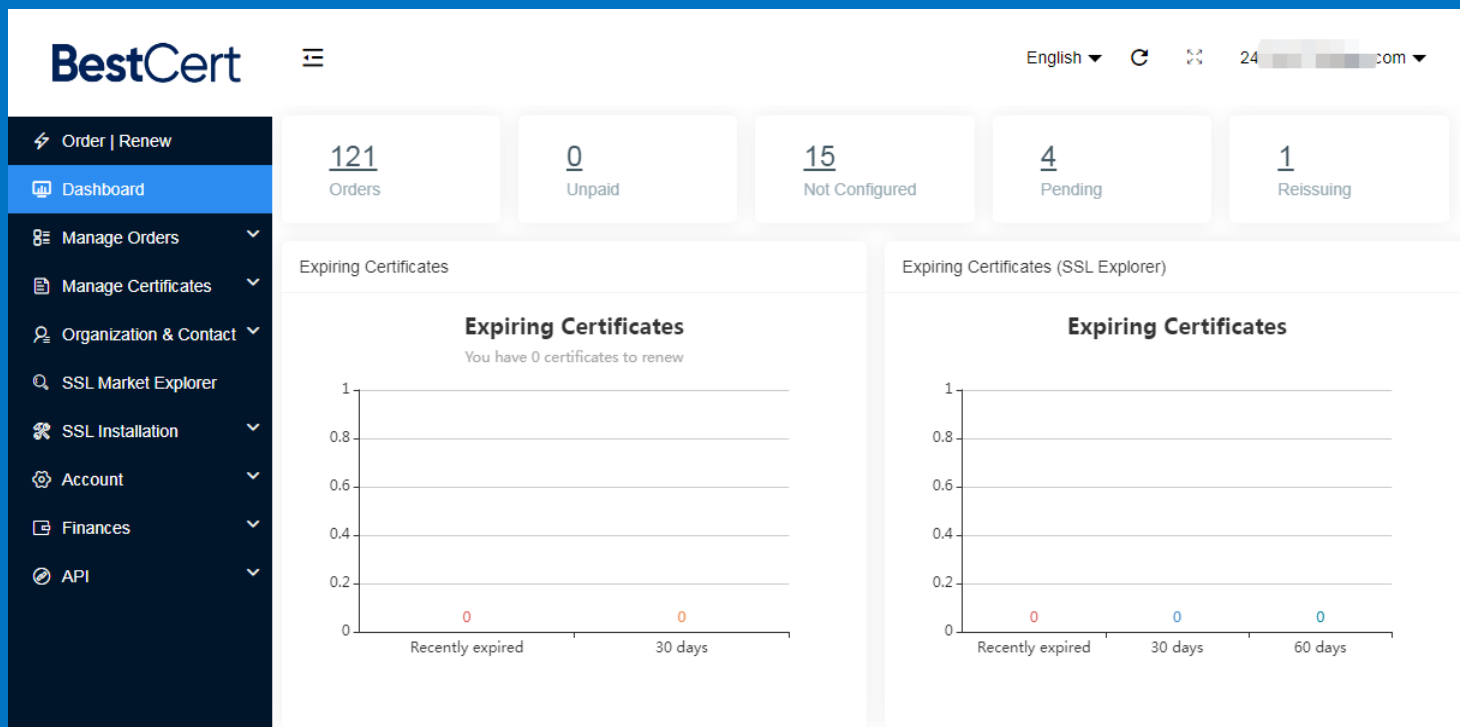 BestCert
English
24
com
Order | Renew
Dashboard
Manage Orders
Manage Certificates
Organization & Contact
SSL Market Explorer
SSL Installation
Account
Finances
API
121
Orders
0
Unpaid
15
Not Configured
4
Pending
1
Reissuing
Expiring Certificates
Expiring Certificates
You have 0 certificates to renew
1
0.8
0.6
0.4
0.2
0
0 0
Recently expired 30 days
Expiring Certificates (SSL Explorer)
Expiring Certificates
1
0.8
0.6
0.4
0.2
0
0 0 0
Recently expired 30 days 60 days